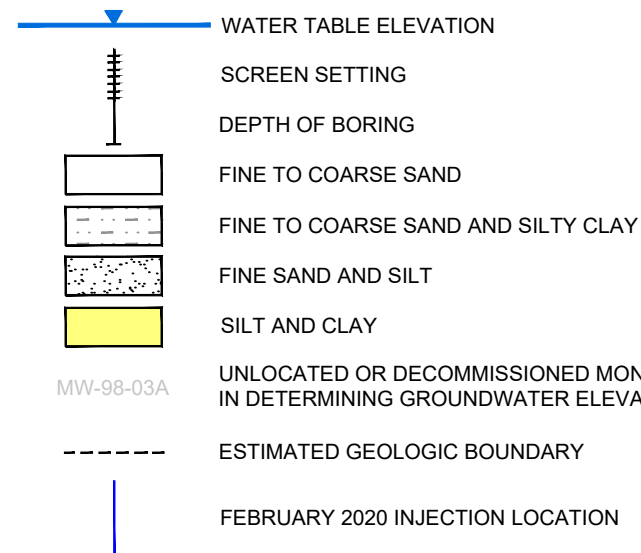 WATER TABLE ELEVATION
SCREEN SETTING
DEPTH OF BORING
FINE TO COARSE SAND
FINE TO COARSE SAND AND SILTY CLAY
FINE SAND AND SILT
SILT AND CLAY
MW-98-03A
UNLOCATED OR DECOMMISSIONED MON
IN DETERMINING GROUNDWATER ELEVA
ESTIMATED GEOLOGIC BOUNDARY
FEBRUARY 2020 INJECTION LOCATION